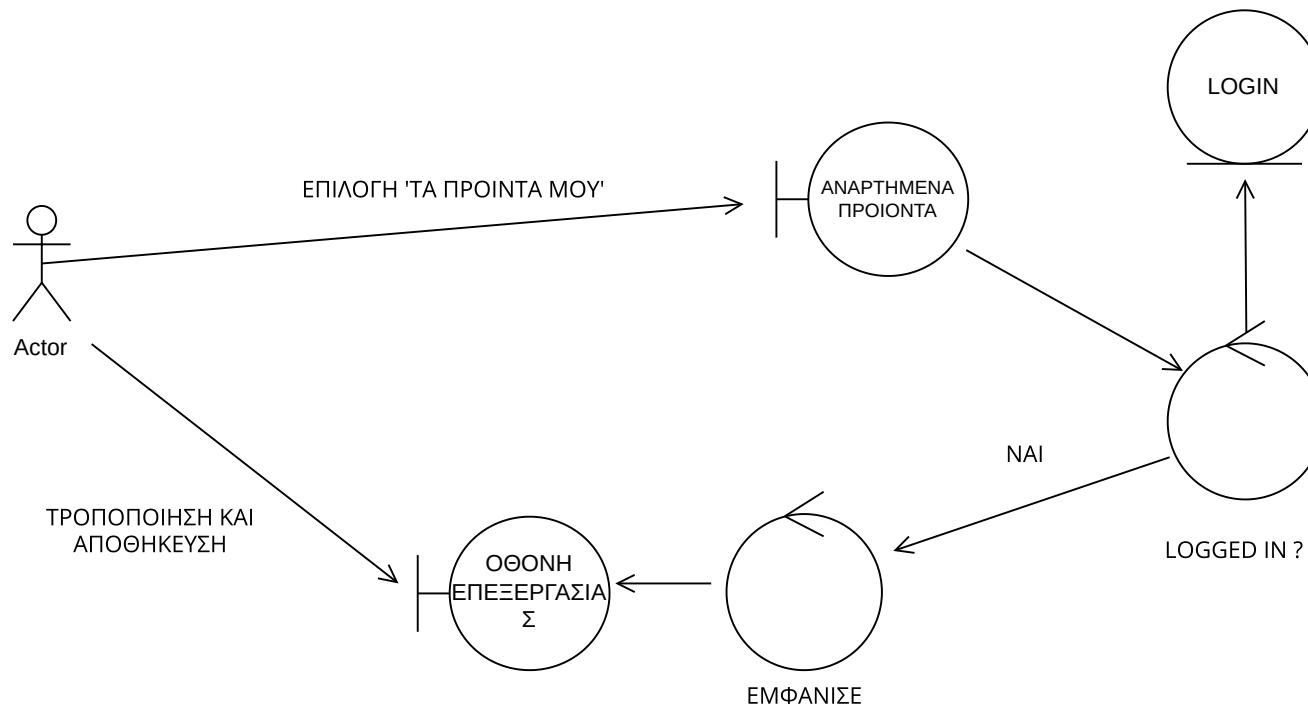 LOGIN
ΑΝΑΡΤΗΜΕΝΑ
ΠΡΟΙΟΝΤΑ
ΕΠΙΛΟΓΗ 'ΤΑ ΠΡΟΙΝΤΑ ΜΟΥ'
Actor
ΝΑΙ
ΤΡΟΠΟΠΟΙΗΣΗ ΚΑΙ
ΑΠΟΘΗΚΕΥΣΗ
LOGGED IN ?
ΟΘΟΝΗ
ΕΠΕΞΕΡΓΑΣΙΑ
Σ
ΕΜΦΑΝΙΣΕ